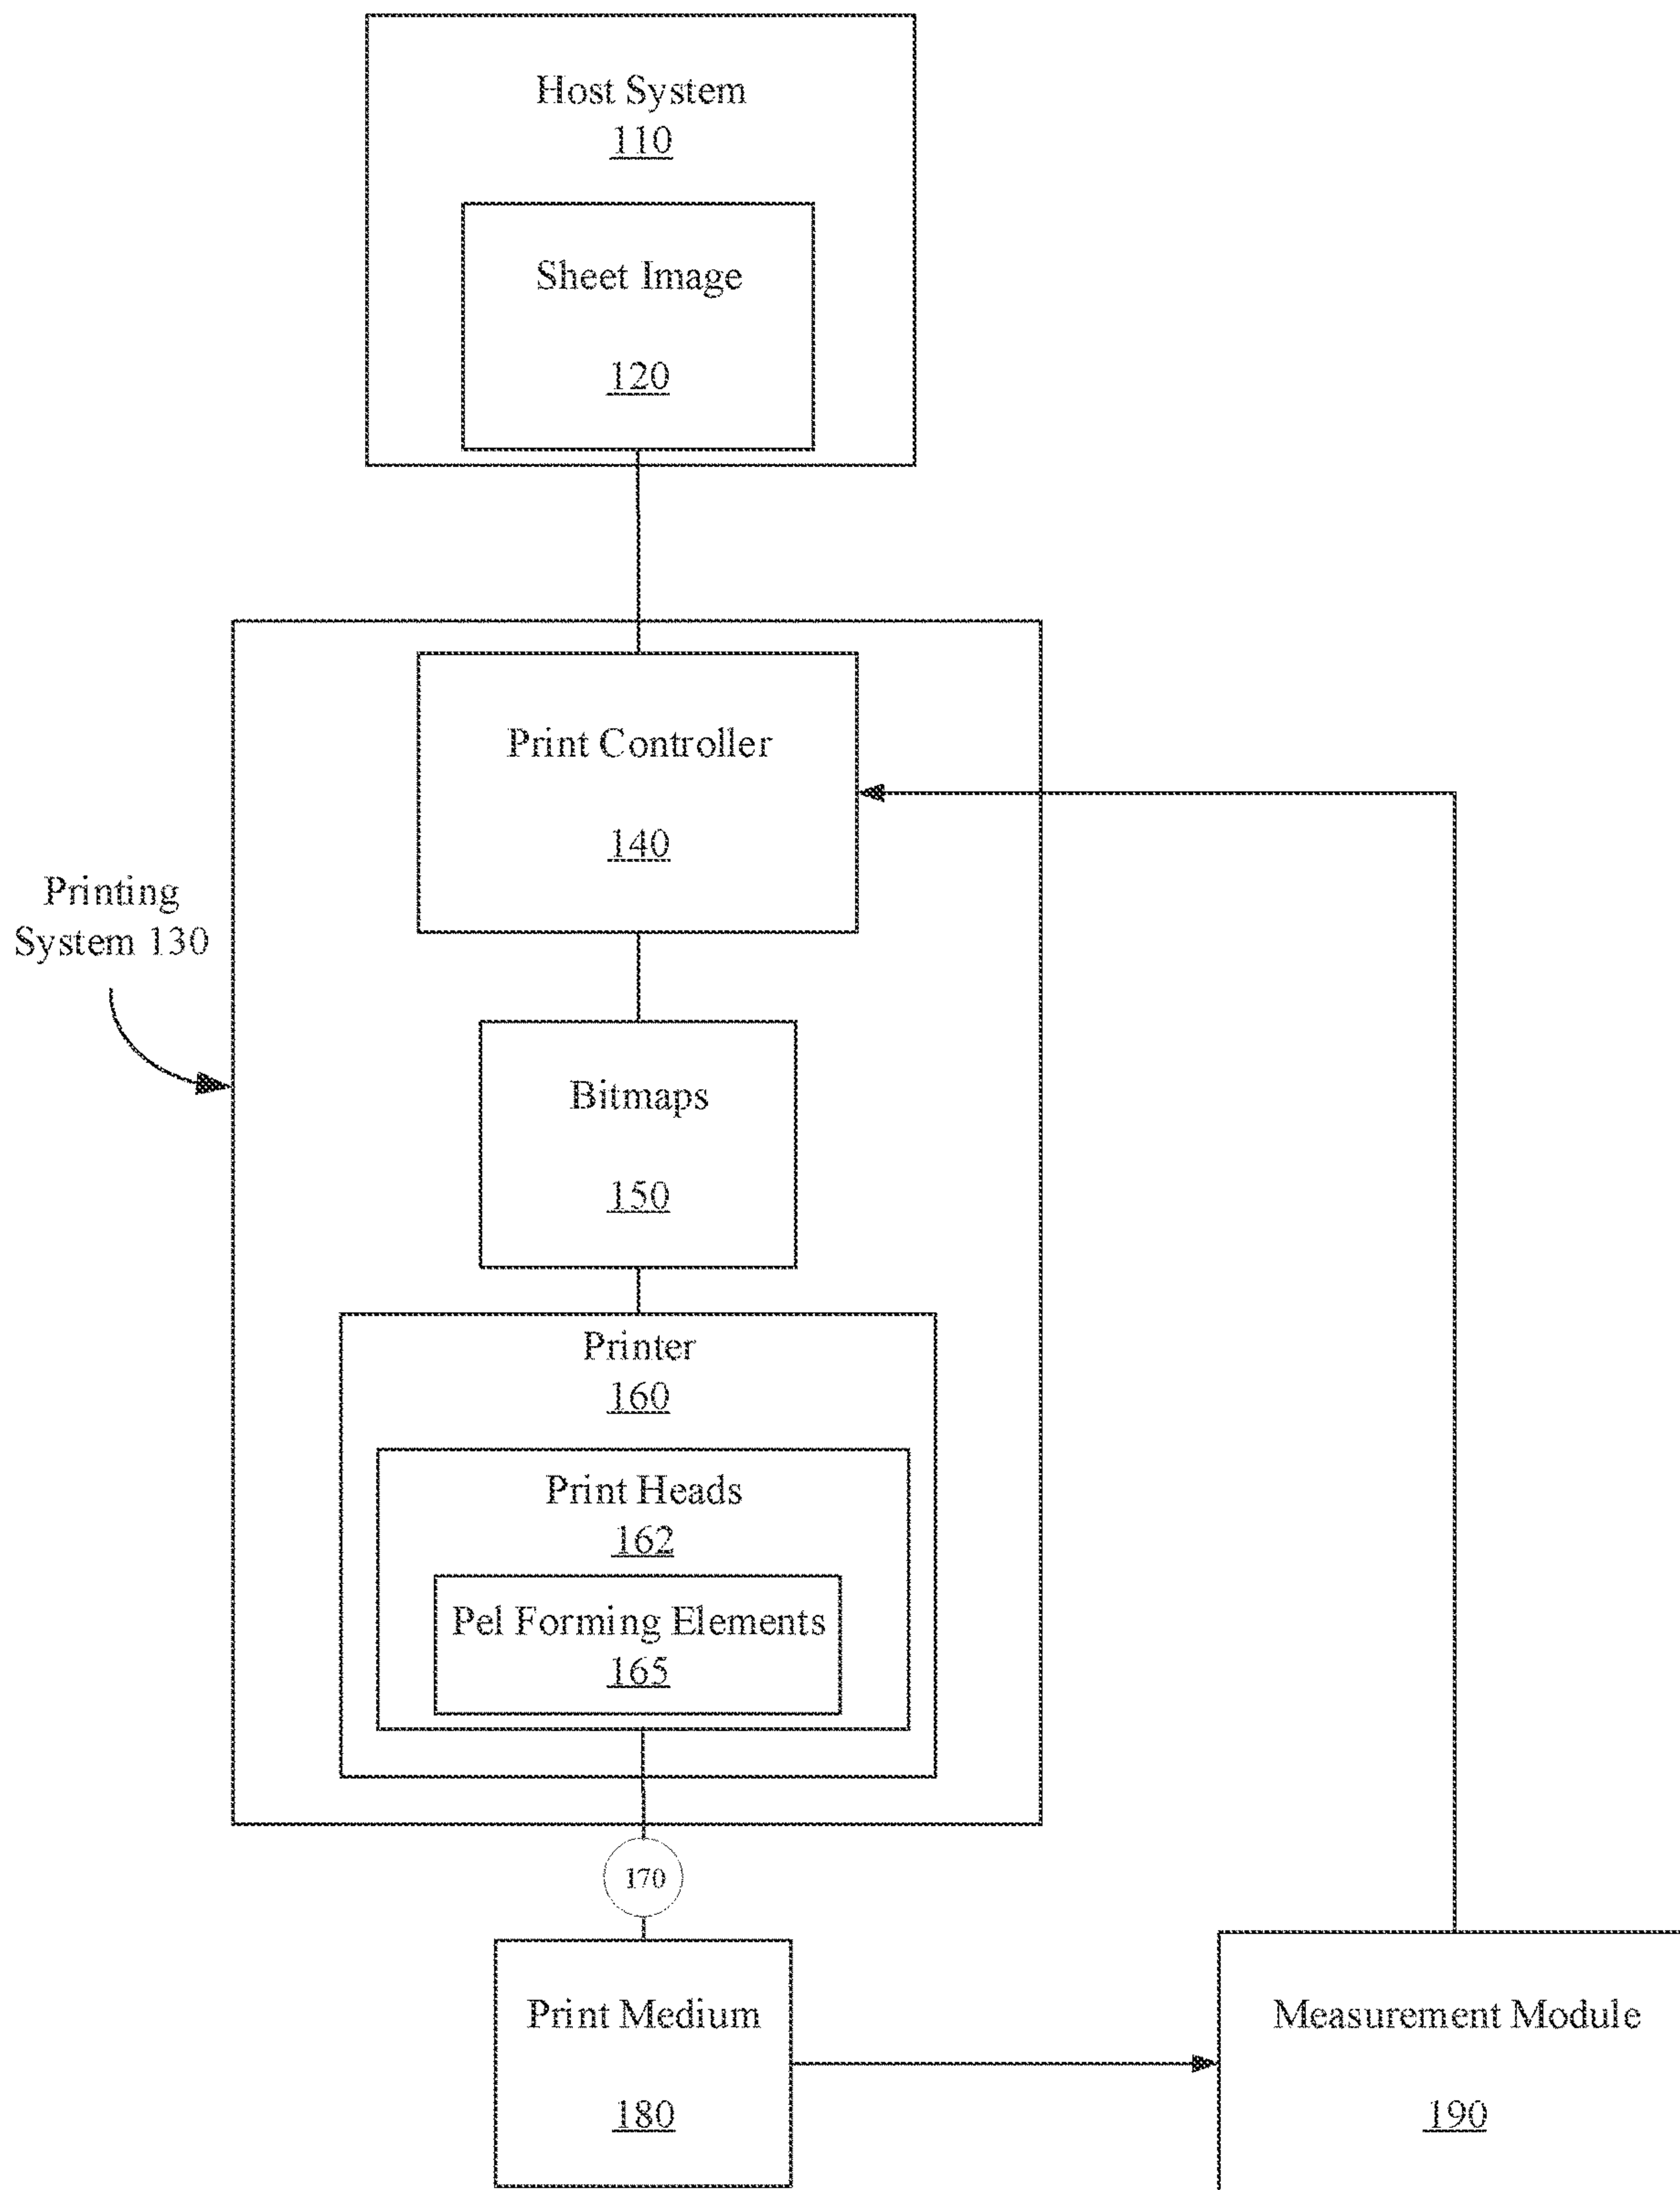 Host System
110
Sheet Image
120
Print Controller
140
Printing
System 130
Bitmaps
150
Printer
160
Print Heads
162
Pel Forming Elements
165
170
Print Medium
180
Measurement Module
190